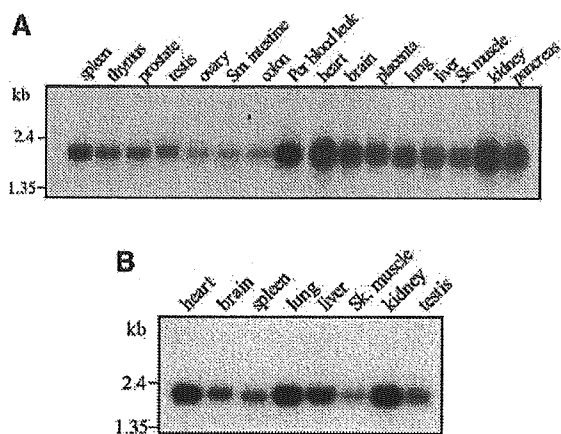 A
spleen
thymus
prostate
testis
ovary
Sm intestine
colon
Per blood leuk
heart
brain
placenta
lung
liver
Sk muscle
kidney
pancreas
kb
2.4
1.35
B
heart
brain
spleen
lung
liver
Sk. muscle
kidney
testis
kb
2.4
1.35